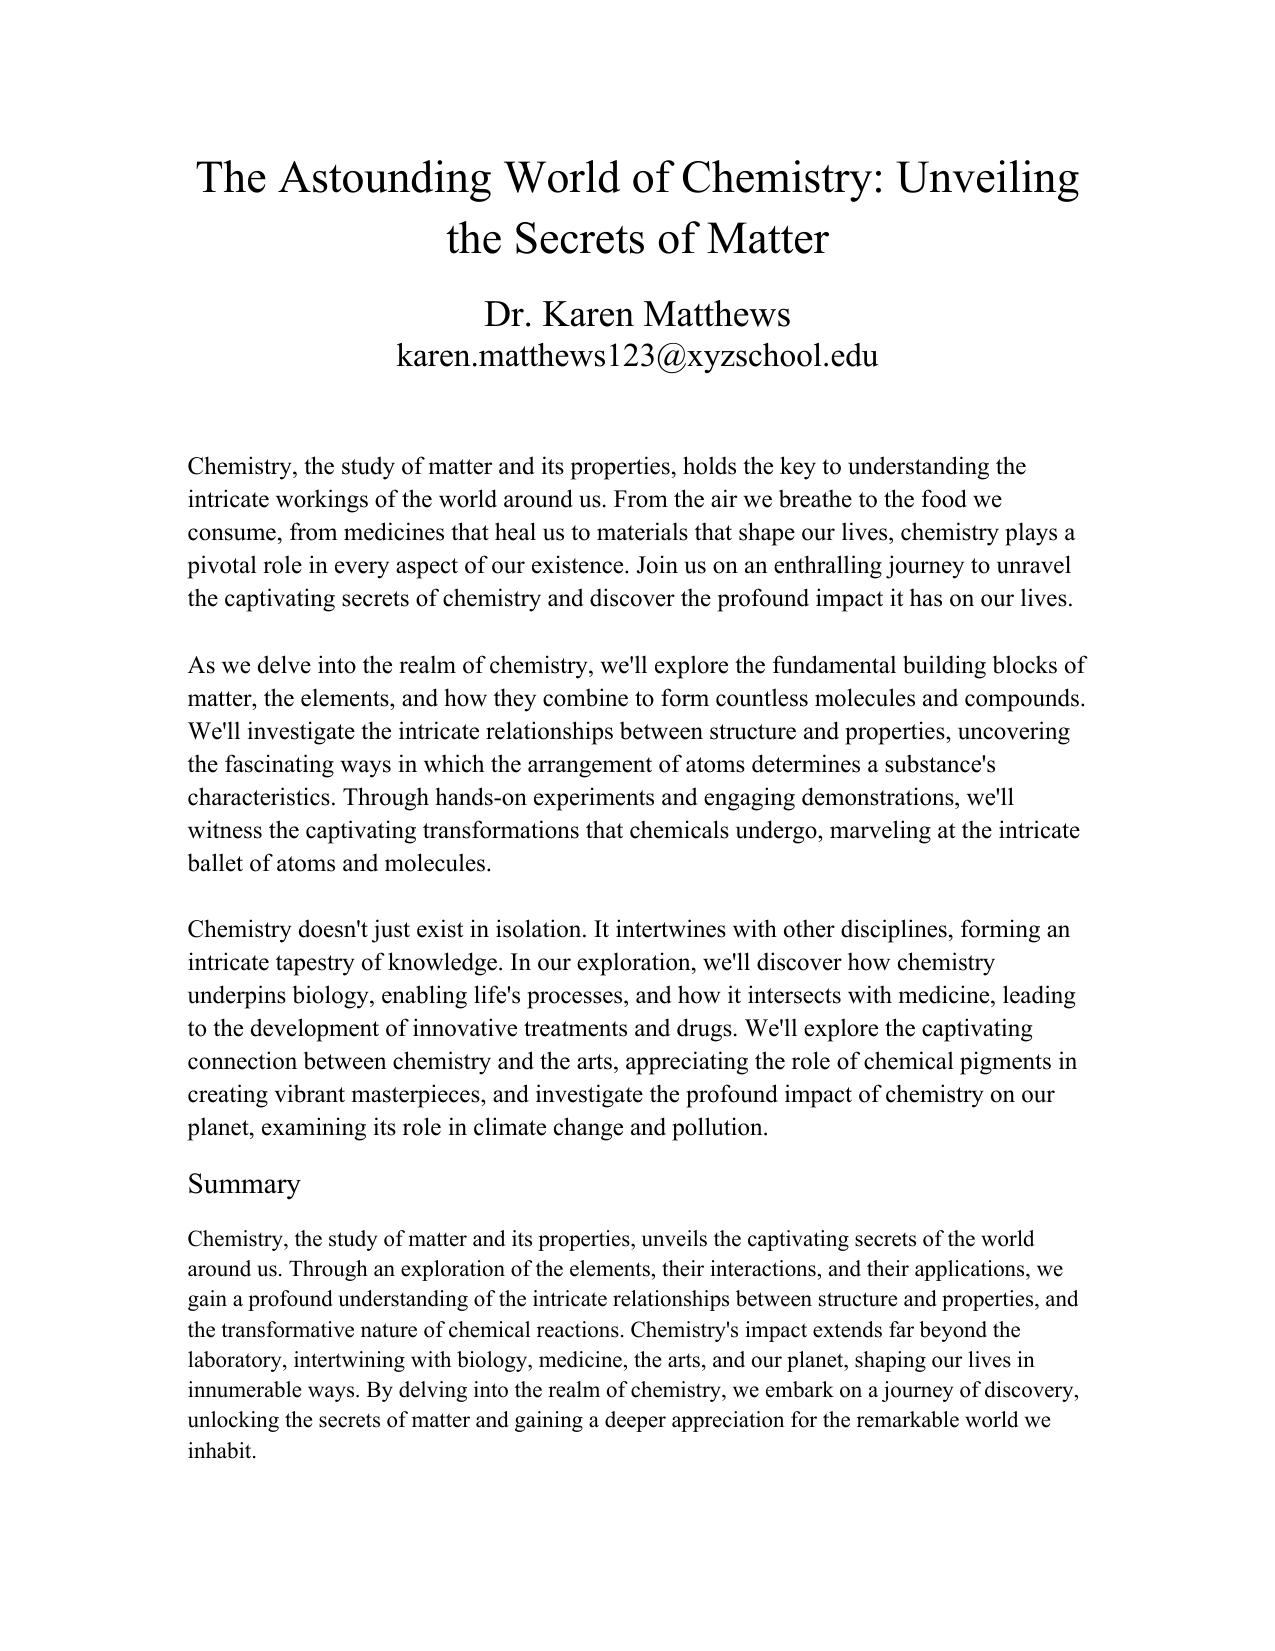 The Astounding World of Chemistry: Unveiling
the Secrets of Matter
Dr. Karen Matthews
karen.matthews123@xyzschool.edu
Chemistry, the study of matter and its properties, holds the key to understanding the
intricate workings of the world around us. From the air we breathe to the food we
consume, from medicines that heal us to materials that shape our lives, chemistry plays a
pivotal role in every aspect of our existence. Join us on an enthralling journey to unravel
the captivating secrets of chemistry and discover the profound impact it has on our lives.
As we delve into the realm of chemistry, we'll explore the fundamental building blocks of
matter, the elements, and how they combine to form countless molecules and compounds.
We'll investigate the intricate relationships between structure and properties, uncovering
the fascinating ways in which the arrangement of atoms determines a substance's
characteristics. Through hands-on experiments and engaging demonstrations, we'll
witness the captivating transformations that chemicals undergo, marveling at the intricate
ballet of atoms and molecules.
Chemistry doesn't just exist in isolation. It intertwines with other disciplines, forming an
intricate tapestry of knowledge. In our exploration, we'll discover how chemistry
underpins biology, enabling life's processes, and how it intersects with medicine, leading
to the development of innovative treatments and drugs. We'll explore the captivating
connection between chemistry and the arts, appreciating the role of chemical pigments in
creating vibrant masterpieces, and investigate the profound impact of chemistry on our
planet, examining its role in climate change and pollution.
Summary
Chemistry, the study of matter and its properties, unveils the captivating secrets of the world
around us. Through an exploration of the elements, their interactions, and their applications, we
gain a profound understanding of the intricate relationships between structure and properties, and
the transformative nature of chemical reactions. Chemistry's impact extends far beyond the
laboratory, intertwining with biology, medicine, the arts, and our planet, shaping our lives in
innumerable ways. By delving into the realm of chemistry, we embark on a journey of discovery,
unlocking the secrets of matter and gaining a deeper appreciation for the remarkable world we
inhabit.